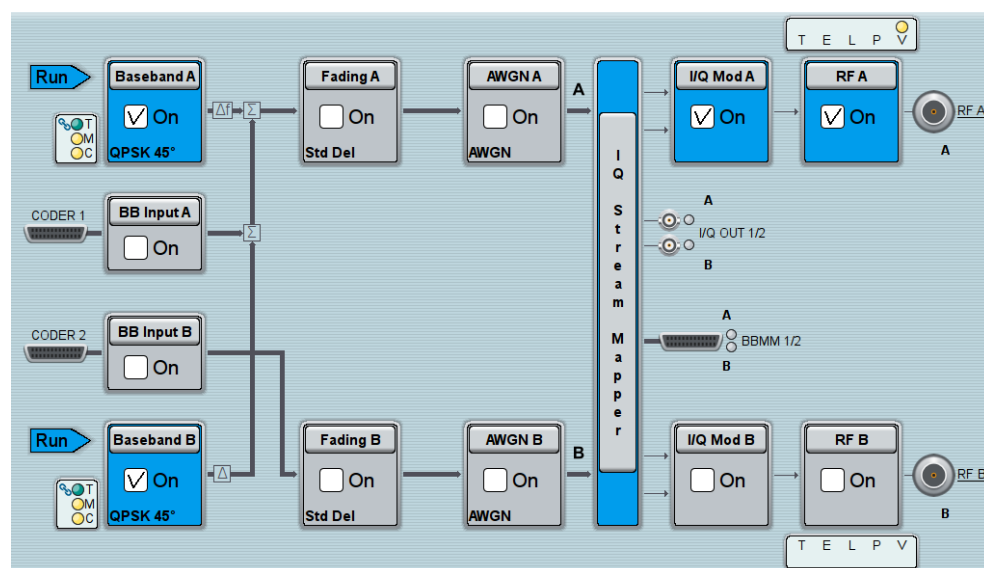 T E L P V
Run
Baseband A
On
QPSK 45°
T
M
C
Δf
Σ
Fading A
On
Std Del
AWGN A
On
AWGN
A
I/Q Mod A
On
RF A
On
RF A
A
CODER 1
BB Input A
On
Σ
IQ Stream Mapper
A
I/Q OUT 1/2
B
CODER 2
BB Input B
On
A
BBMM 1/2
B
Run
Baseband B
On
QPSK 45°
T
M
C
Δ
Fading B
On
Std Del
AWGN B
On
AWGN
B
I/Q Mod B
On
RF B
On
RF B
B
T E L P V